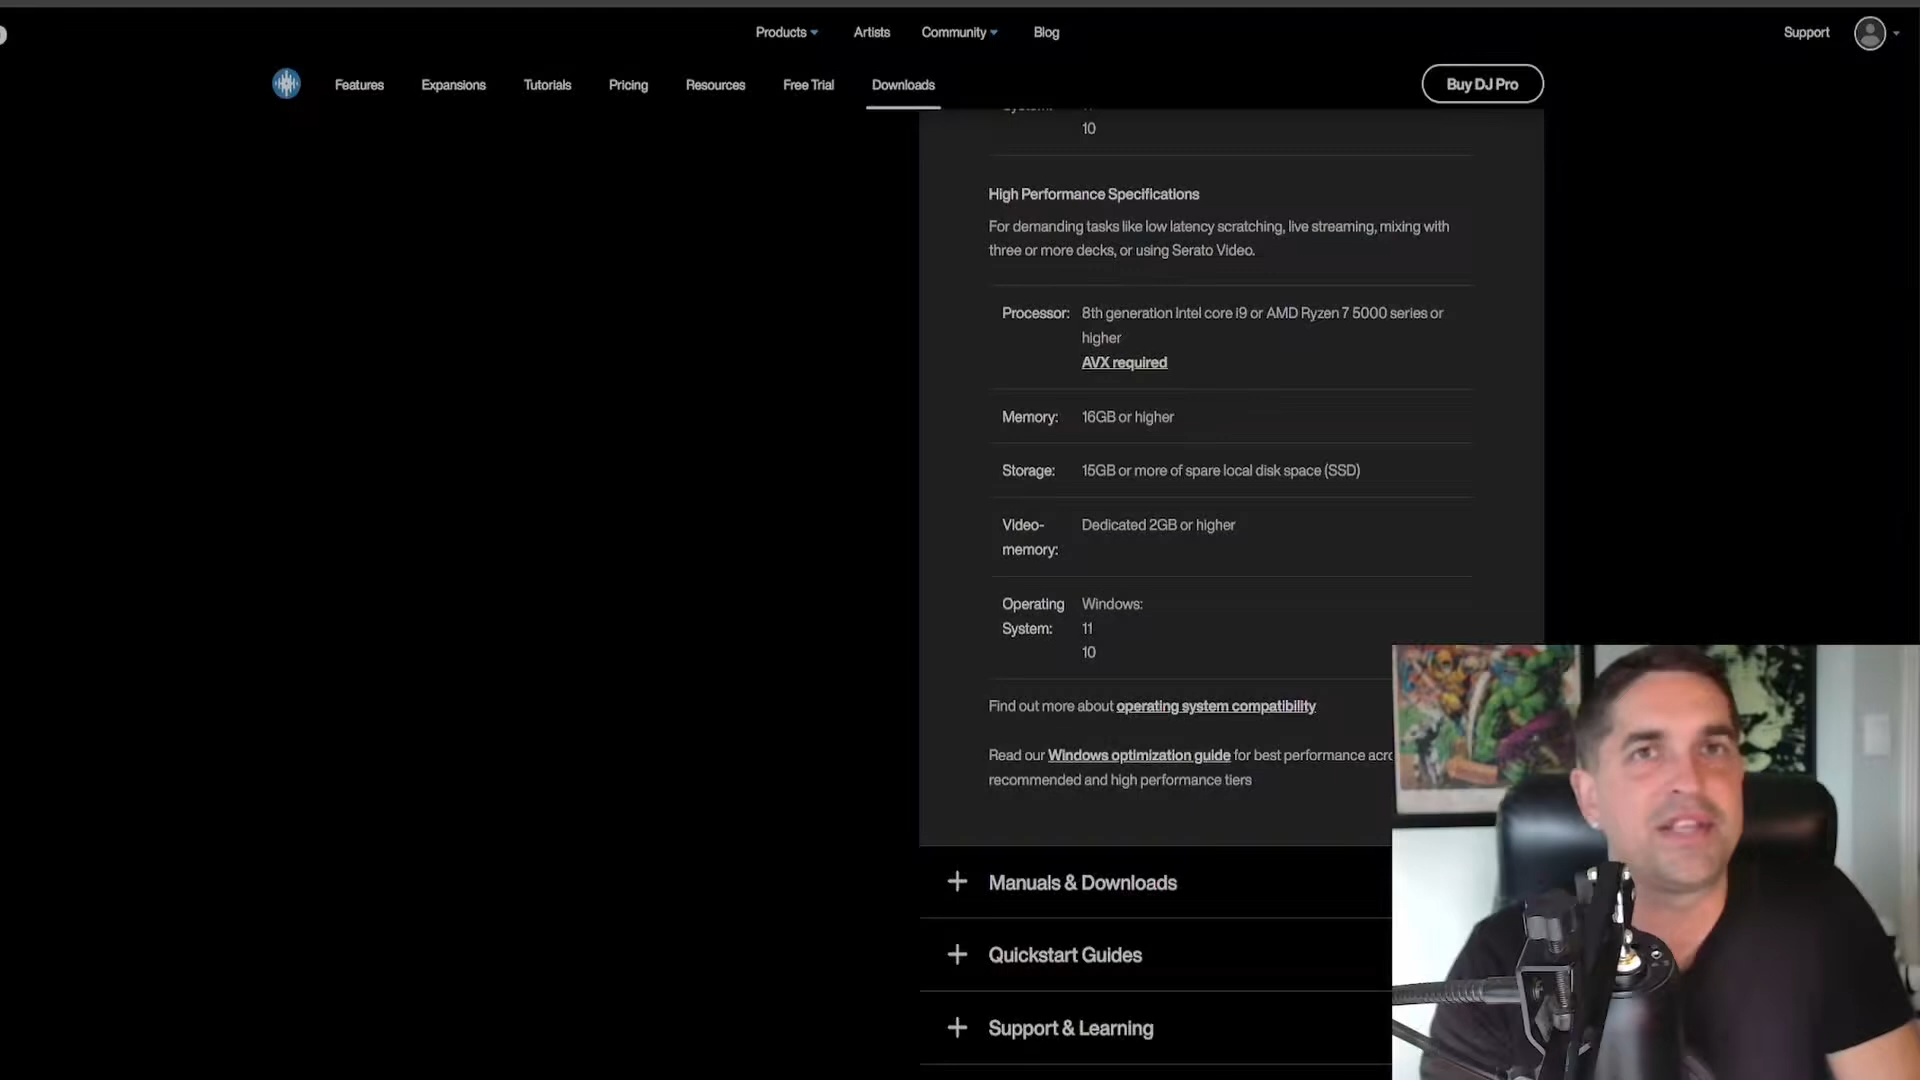 Products
Artists
Community
Blog
Support
Features
Expansions
Tutorials
Pricing
Resources
Free Trial
Downloads
Buy DJ Pro
10
High Performance Specifications
For demanding tasks like low latency scratching, live streaming, mixing with
three or more decks, or using Serato Video.
Processor:
8th generation Intel core i9 or AMD Ryzen 7 5000 series or
higher
AVX required
Memory:
16GB or higher
Storage:
15GB or more of spare local disk space (SSD)
Video-
memory:
Dedicated 2GB or higher
Operating
System:
Windows:
11
10
Find out more about operating system compatibility
Read our Windows optimization guide for best performance
recommended and high performance tiers
Manuals & Downloads
Quickstart Guides
Support & Learning